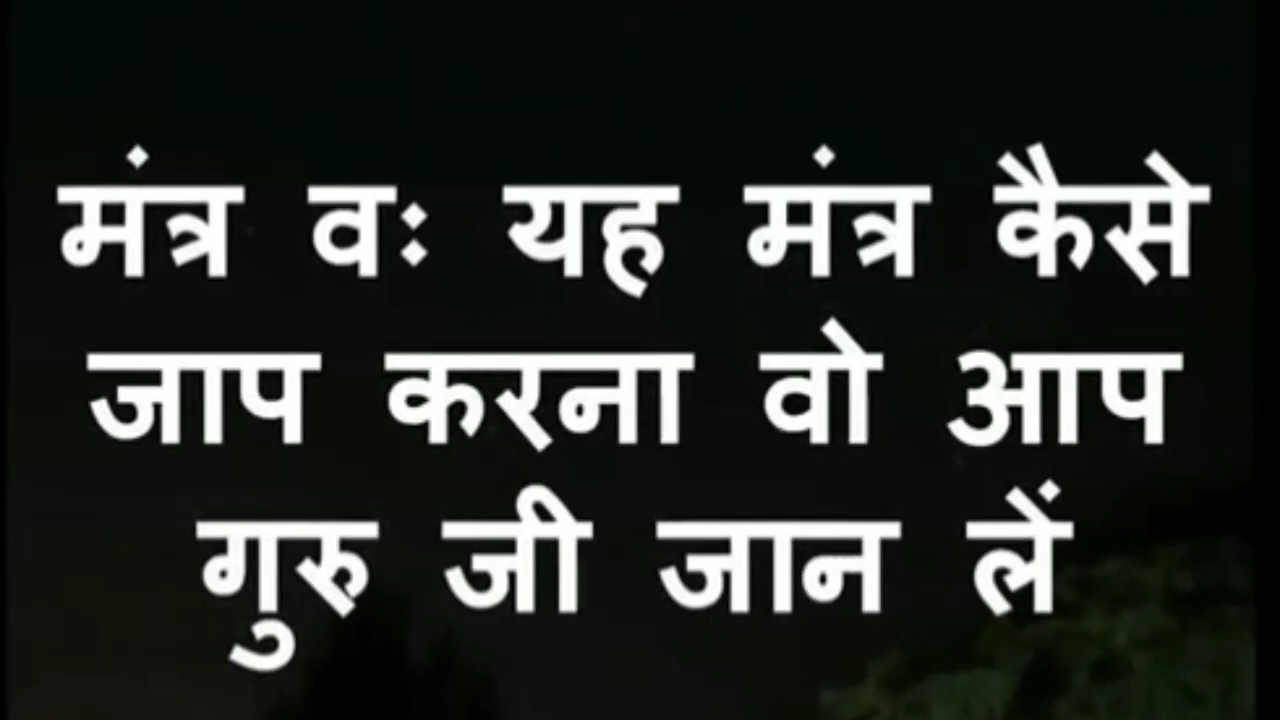 मंत्र वः यह मंत्र कैसे
जाप करना वो आप
गुरु जी जान लें